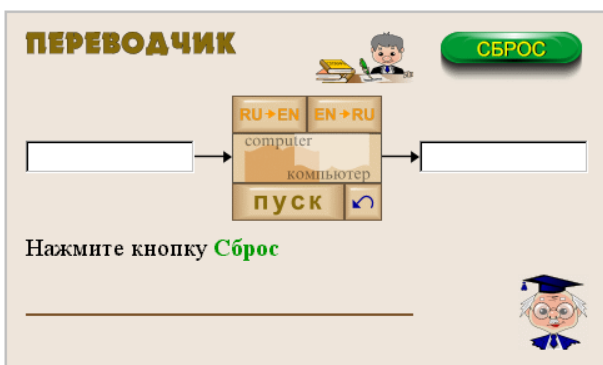 ПЕРЕВОДЧИК
СБРОС
RU→EN EN→RU
computer
компьютер
пуск
Нажмите кнопку Сброс